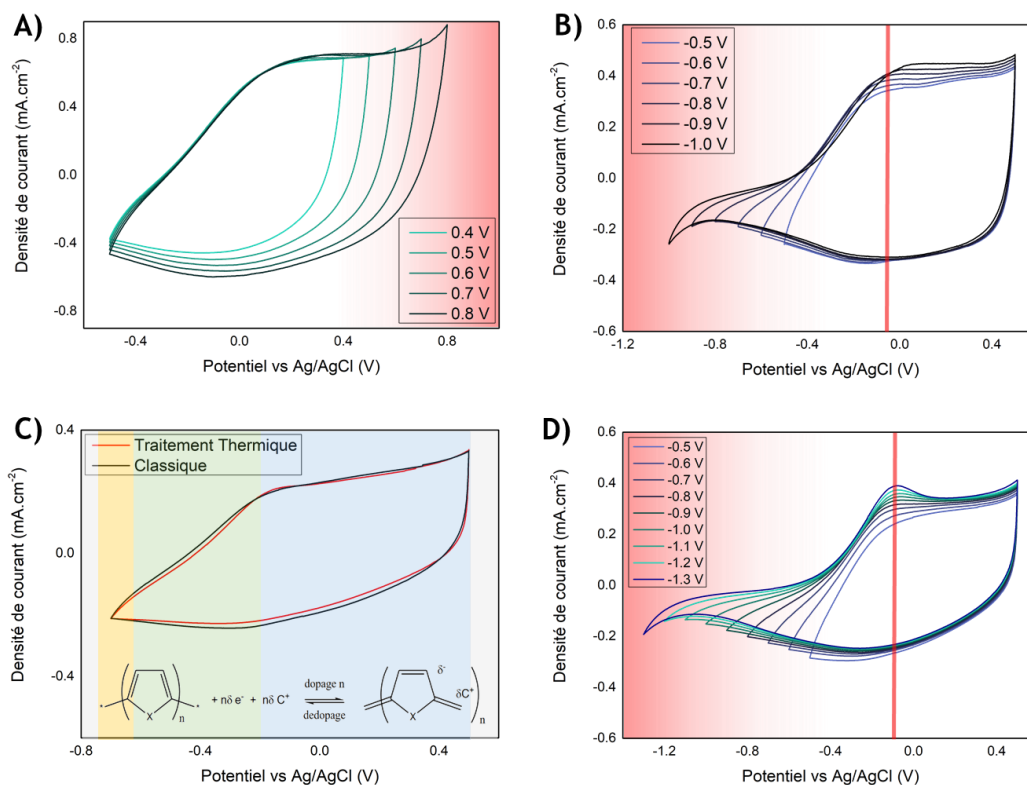 A)
Densité de courant (mA.cm-2)
0.8
0.4
0.0
-0.4
-0.8
-0.4
0.0
0.4
0.8
Potentiel vs Ag/AgCl (V)
0.4 V
0.5 V
0.6 V
0.7 V
0.8 V
B)
Densité de courant (mA.cm-2)
0.6
0.4
0.2
0.0
-0.2
-0.4
-0.6
-1.2
-0.8
-0.4
0.0
0.4
Potentiel vs Ag/AgCl (V)
-0.5 V
-0.6 V
-0.7 V
-0.8 V
-0.9 V
-1.0 V
C)
Densité de courant (mA.cm-2)
0.4
0.0
-0.4
-0.8
-0.4
0.0
0.4
Potentiel vs Ag/AgCl (V)
Traitement Thermique
Classique
* ( X )n * + nδ e- + nδ C+ dopage n dedopage ( X δ- δC+ )n
D)
Densité de courant (mA.cm-2)
0.6
0.4
0.2
0.0
-0.2
-0.4
-0.6
-1.2
-0.8
-0.4
0.0
0.4
Potentiel vs Ag/AgCl (V)
-0.5 V
-0.6 V
-0.7 V
-0.8 V
-0.9 V
-1.0 V
-1.1 V
-1.2 V
-1.3 V